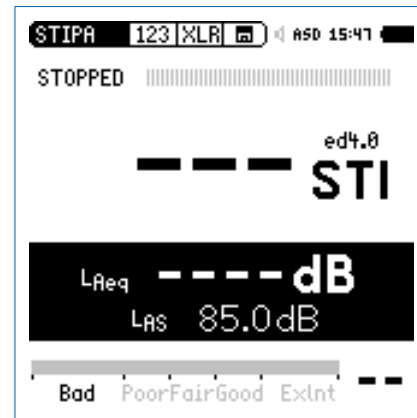 STIPA 123 XLR ASD 15:47
STOPPED
ed4.0
--- STI
LAeq ----dB
LAS 85.0dB
Bad Poor Fair Good Exlnt --